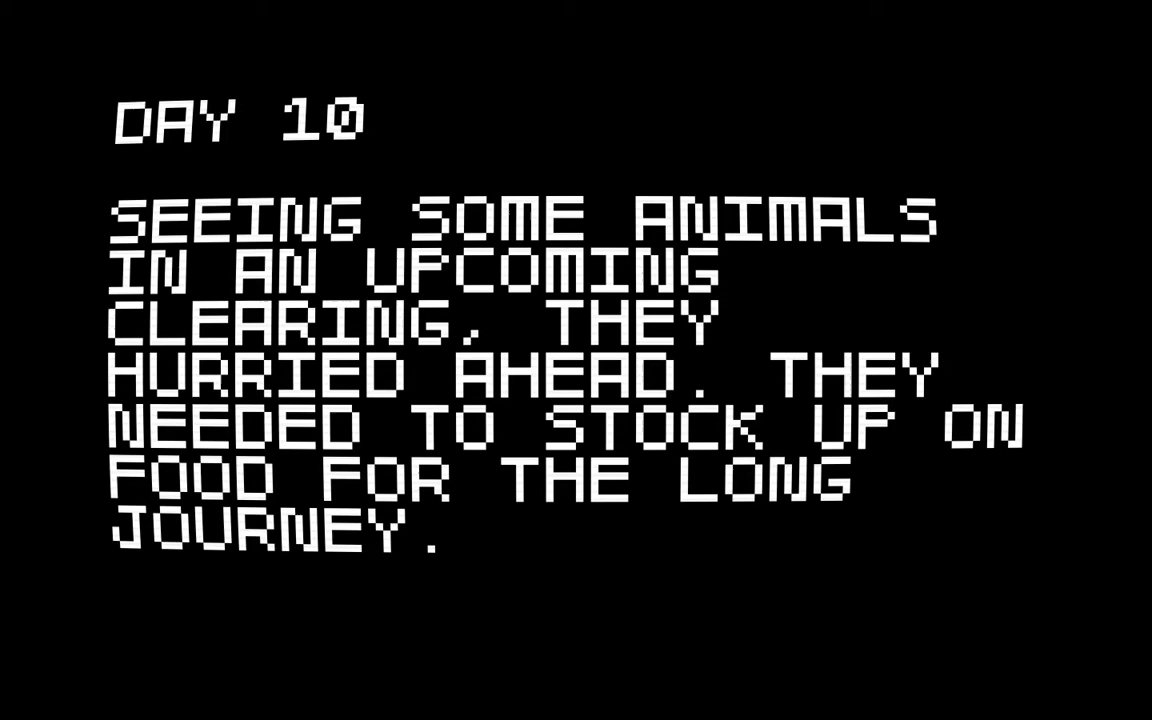 DAY 10
SEEING SOME ANIMALS
IN AN UPCOMING
CLEARING, THEY
HURRIED AHEAD. THEY
NEEDED TO STOCK UP ON
FOOD FOR THE LONG
JOURNEY.